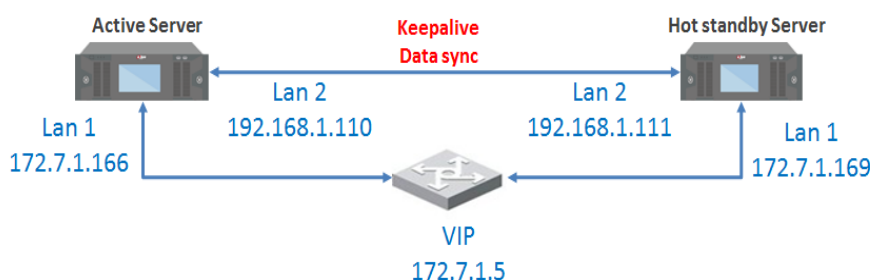 Active Server
Keepalive
Data sync
Hot standby Server
Lan 1
172.7.1.166
Lan 2
192.168.1.110
Lan 2
192.168.1.111
Lan 1
172.7.1.169
VIP
172.7.1.5